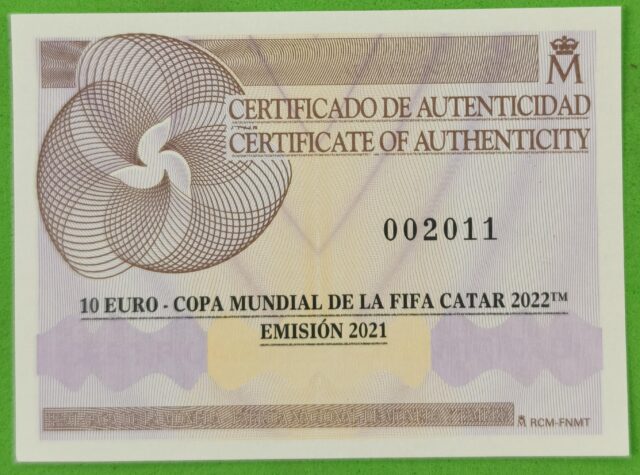 M
CERTIFICADO DE AUTENTICIDAD
CERTIFICATE OF AUTHENTICITY
002011
10 EURO - COPA MUNDIAL DE LA FIFA CATAR 2022™
EMISIÓN 2021
M RCM-FNMT